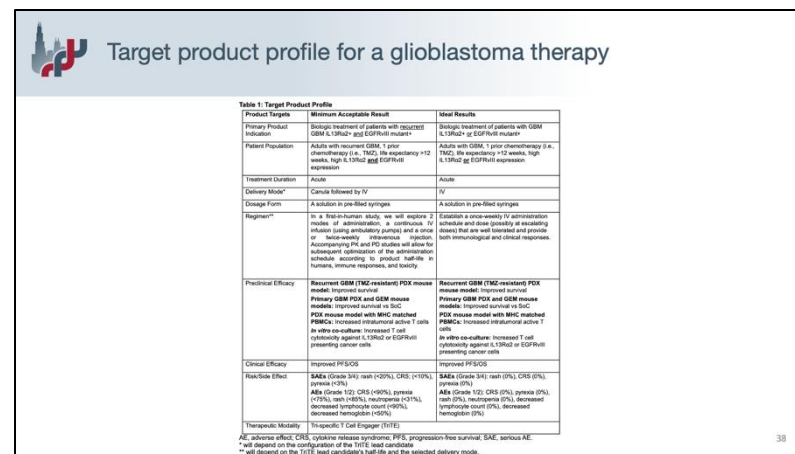 Target product profile for a glioblastoma therapy
Table 1: Target Product Profile
Product Targets
Minimum Acceptable Result
Ideal Results
Primary Product
Indication
Biologic treatment of patients with recurrent
GBM IL13Rα2+ and EGFRvIII mutant+
Biologic treatment of patients with GBM
IL13Rα2+ or EGFRvIII mutant+
Patient Population
Adults with recurrent GBM, 1 prior
chemotherapy (i.e., TMZ), life expectancy >12
weeks, high IL13Rα2 and EGFRvIII
expression
Adults with GBM, 1 prior chemotherapy (i.e.,
TMZ), life expectancy >12 weeks, high
IL13Rα2 or EGFRvIII expression
Treatment Duration
Acute
Acute
Delivery Mode*
Canula followed by IV
IV
Dosage Form
A solution in pre-filled syringes
A solution in pre-filled syringes
Regimen**
In a first-in-human study, we will explore 2
modes of administration, a continuous IV
infusion (using ambulatory pumps) and a once
or twice-weekly intravenous injection.
Accompanying PK and PD studies will allow for
subsequent optimization of the administration
schedule according to product half-life in
humans, immune responses, and toxicity.
Establish a once-weekly IV administration
schedule and dose (possibly at escalating
doses) that are well tolerated and provide
both immunological and clinical responses.
Preclinical Efficacy
Recurrent GBM (TMZ-resistant) PDX mouse
model: Improved survival
Primary GBM PDX and GEM mouse
models: Improved survival vs SoC
PDX mouse model with MHC matched
PBMCs: Increased intratumoral active T cells
In vitro co-culture: Increased T cell
cytotoxicity against IL13Rα2 or EGFRvIII
presenting cancer cells
Recurrent GBM (TMZ-resistant) PDX
mouse model: Improved survival
Primary GBM PDX and GEM mouse
models: Improved survival vs SoC
PDX mouse model with MHC matched
PBMCs: Increased intratumoral active T
cells
In vitro co-culture: Increased T cell
cytotoxicity against IL13Rα2 or EGFRvIII
presenting cancer cells
Clinical Efficacy
Improved PFS/OS
Improved PFS/OS
Risk/Side Effect
SAEs (Grade 3/4): rash (<20%), CRS; (<10%),
pyrexia (<3%)
AEs (Grade 1/2): CRS (<90%), pyrexia
(<75%), rash (<85%), neutropenia (<31%),
decreased lymphocyte count (<90%),
decreased hemoglobin (<50%)
SAEs (Grade 3/4): rash (0%), CRS (0%),
pyrexia (0%)
AEs (Grade 1/2): CRS (0%), pyrexia (0%),
rash (0%), neutropenia (0%), decreased
lymphocyte count (0%), decreased
hemoglobin (0%)
Therapeutic Modality
Tri-specific T Cell Engager (TriTE)
AE, adverse effect; CRS, cytokine release syndrome; PFS, progression-free survival; SAE, serious AE.
* will depend on the configuration of the TriTE lead candidate
** will depend on the TriTE lead candidate's half-life and the selected delivery mode.
38